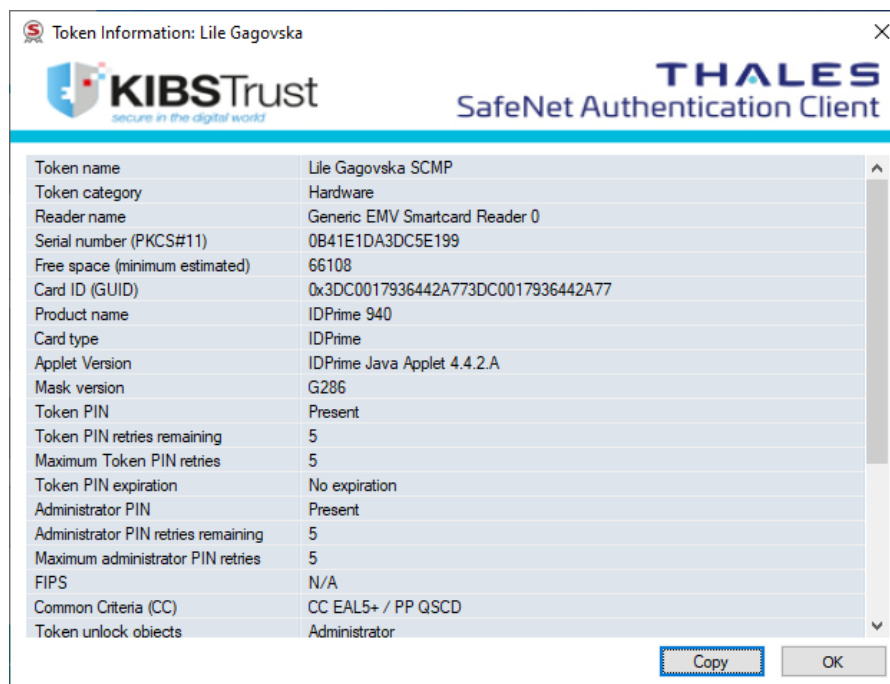 Token Information: Lile Gagovska
KIBSTrust
secure in the digital world
THALES
SafeNet Authentication Client
Token name Lile Gagovska SCMP
Token category Hardware
Reader name Generic EMV Smartcard Reader 0
Serial number (PKCS#11) 0B41E1DA3DC5E199
Free space (minimum estimated) 66108
Card ID (GUID) 0x3DC0017936442A773DC0017936442A77
Product name IDPrime 940
Card type IDPrime
Applet Version IDPrime Java Applet 4.4.2.A
Mask version G286
Token PIN Present
Token PIN retries remaining 5
Maximum Token PIN retries 5
Token PIN expiration No expiration
Administrator PIN Present
Administrator PIN retries remaining 5
Maximum administrator PIN retries 5
FIPS N/A
Common Criteria (CC) CC EAL5+ / PP QSCD
Token unlock objects Administrator
Copy OK